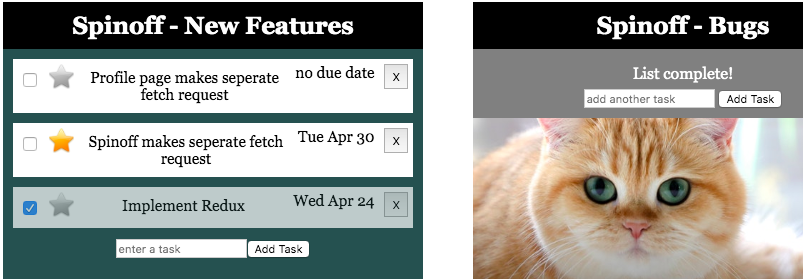 Spinoff - New Features
Profile page makes seperate
fetch request
no due date
X
Spinoff makes seperate fetch
request
Tue Apr 30
X
Implement Redux
Wed Apr 24
X
enter a task
Add Task
Spinoff - Bugs
List complete!
add another task
Add Task